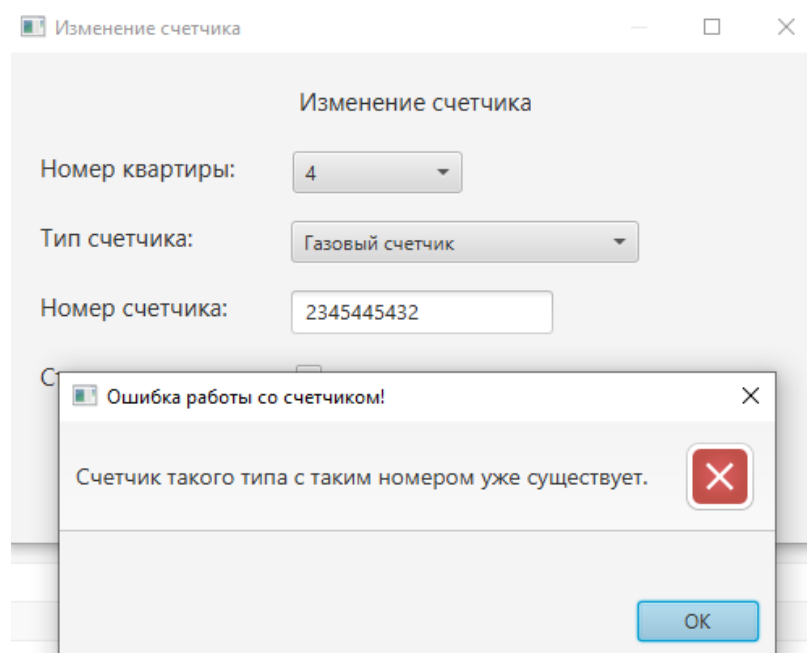 Изменение счетчика
Изменение счетчика
Номер квартиры: 4
Тип счетчика: Газовый счетчик
Номер счетчика: 2345445432
Ошибка работы со счетчиком!
Счетчик такого типа с таким номером уже существует.
OK